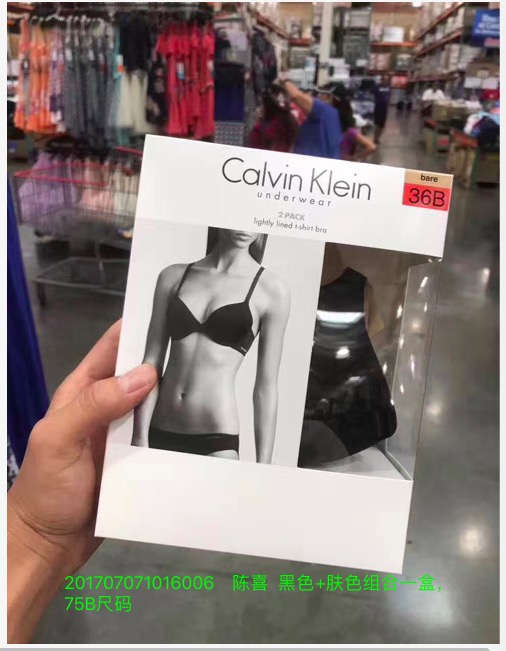 Calvin Klein
underwear
2 PACK
lightly lined t-shirt bra
bare
36B
201707071016006 陈喜 黑色+肤色组合一盒，
75B尺码